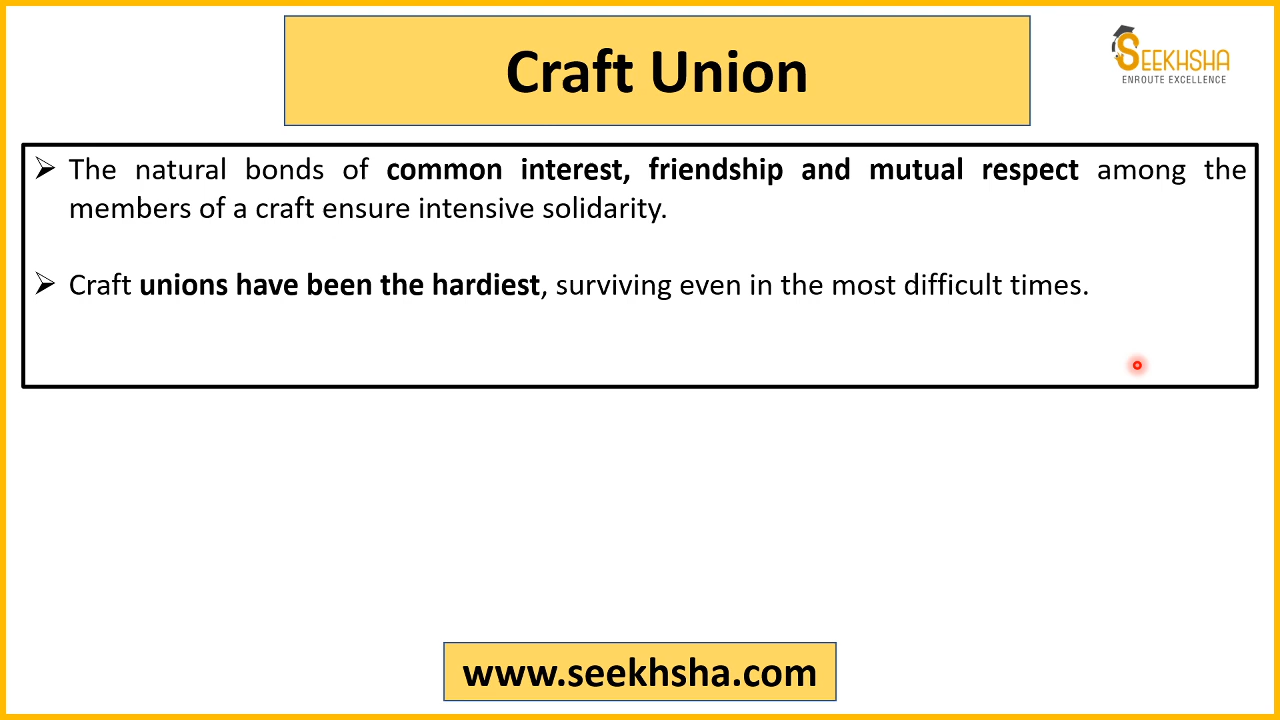 Craft Union
SEEKHSHA
ENROUTE EXCELLENCE
➢ The natural bonds of common interest, friendship and mutual respect among the
members of a craft ensure intensive solidarity.
➢ Craft unions have been the hardiest, surviving even in the most difficult times.
www.seekhsha.com